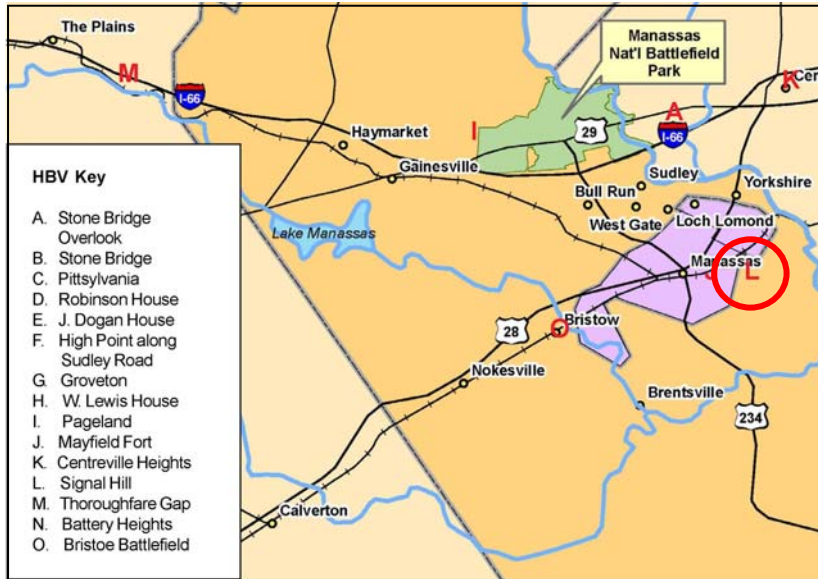 The Plains
M
I-66
Haymarket
Gainesville
I
Manassas
Nat'l Battlefield
Park
29
A
I-66
K
Cen
Sudley
Bull Run
Yorkshire
West Gate
Loch Lomond
Lake Manassas
Manassas
J
L
28
O
Bristow
Nokesville
Brentsville
234
Calverton
HBV Key
A. Stone Bridge
Overlook
B. Stone Bridge
C. Pittsylvania
D. Robinson House
E. J. Dogan House
F. High Point along
Sudley Road
G. Groveton
H. W. Lewis House
I. Pageland
J. Mayfield Fort
K. Centreville Heights
L. Signal Hill
M. Thoroughfare Gap
N. Battery Heights
O. Bristoe Battlefield